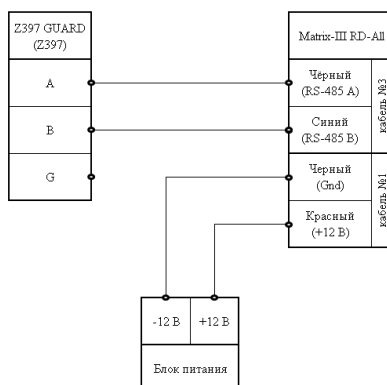 Z397 GUARD
(Z397)
A
B
G
Matrix-III RD-All
Чёрный
(RS-485 A)
Синий
(RS-485 B)
кабель №3
Черный
(Gnd)
Красный
(+12 В)
кабель №1
-12 В
+12 В
Блок питания